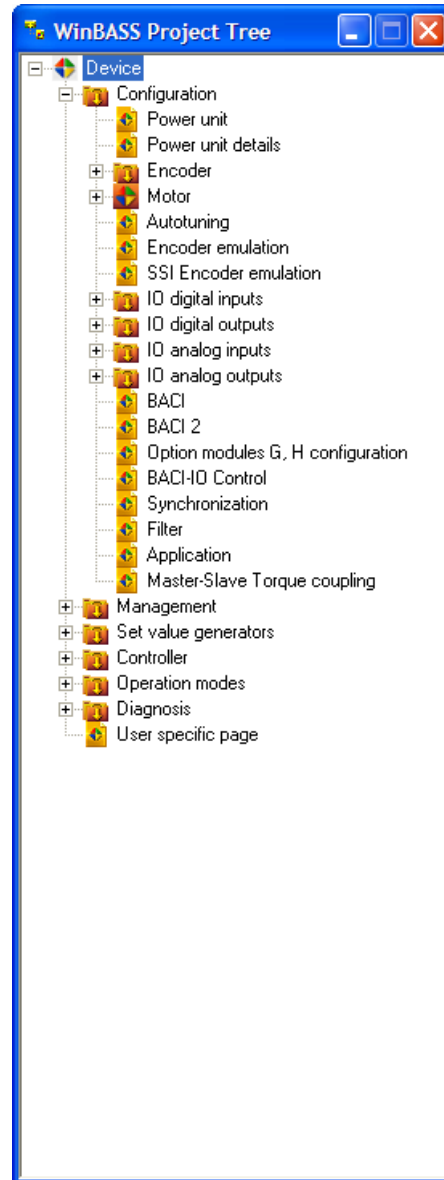 WinBASS Project Tree
Device
Configuration
Power unit
Power unit details
Encoder
Motor
Autotuning
Encoder emulation
SSI Encoder emulation
IO digital inputs
IO digital outputs
IO analog inputs
IO analog outputs
BACI
BACI 2
Option modules G, H configuration
BACI-IO Control
Synchronization
Filter
Application
Master-Slave Torque coupling
Management
Set value generators
Controller
Operation modes
Diagnosis
User specific page